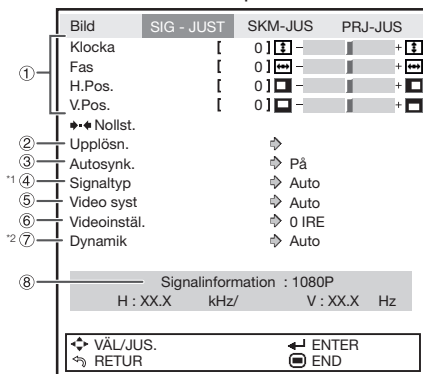 Bild SIG - JUST SKM-JUS PRJ-JUS
① Klocka [ 0 ] – +
Fas [ 0 ] – +
H.Pos. [ 0 ] – +
V.Pos. [ 0 ] – +
Nollst.
② Upplösn.
③ Autosynk. På
*1 ④ Signaltyp Auto
⑤ Video syst Auto
⑥ Videoinstäl. 0 IRE
*2 ⑦ Dynamik Auto
⑧ Signalinformation : 1080P
H : XX.X kHz/ V : XX.X Hz
VÄL/JUS. ENTER
RETUR END